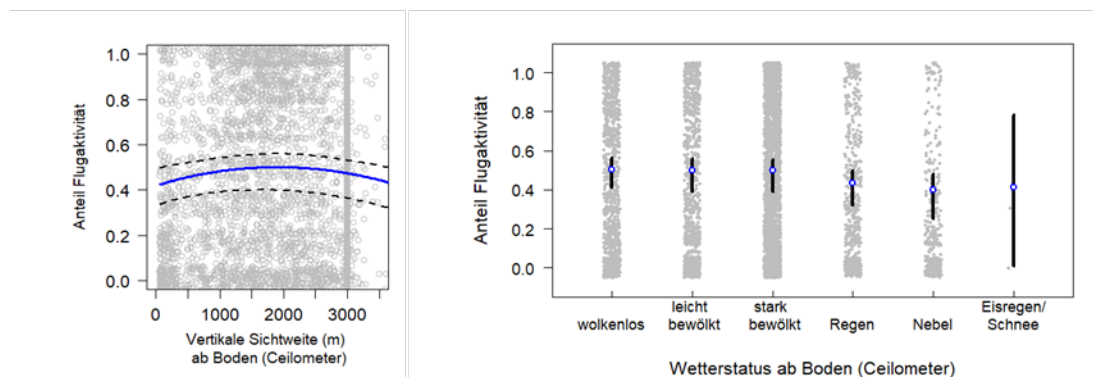 Anteil Flugaktivität
1.0
0.8
0.6
0.4
0.2
0.0
0 1000 2000 3000
Vertikale Sichtweite (m)
ab Boden (Ceilometer)
Anteil Flugaktivität
1.0
0.8
0.6
0.4
0.2
0.0
wolkenlos
leicht
bewölkt
stark
bewölkt
Regen
Nebel
Eisregen/
Schnee
Wetterstatus ab Boden (Ceilometer)